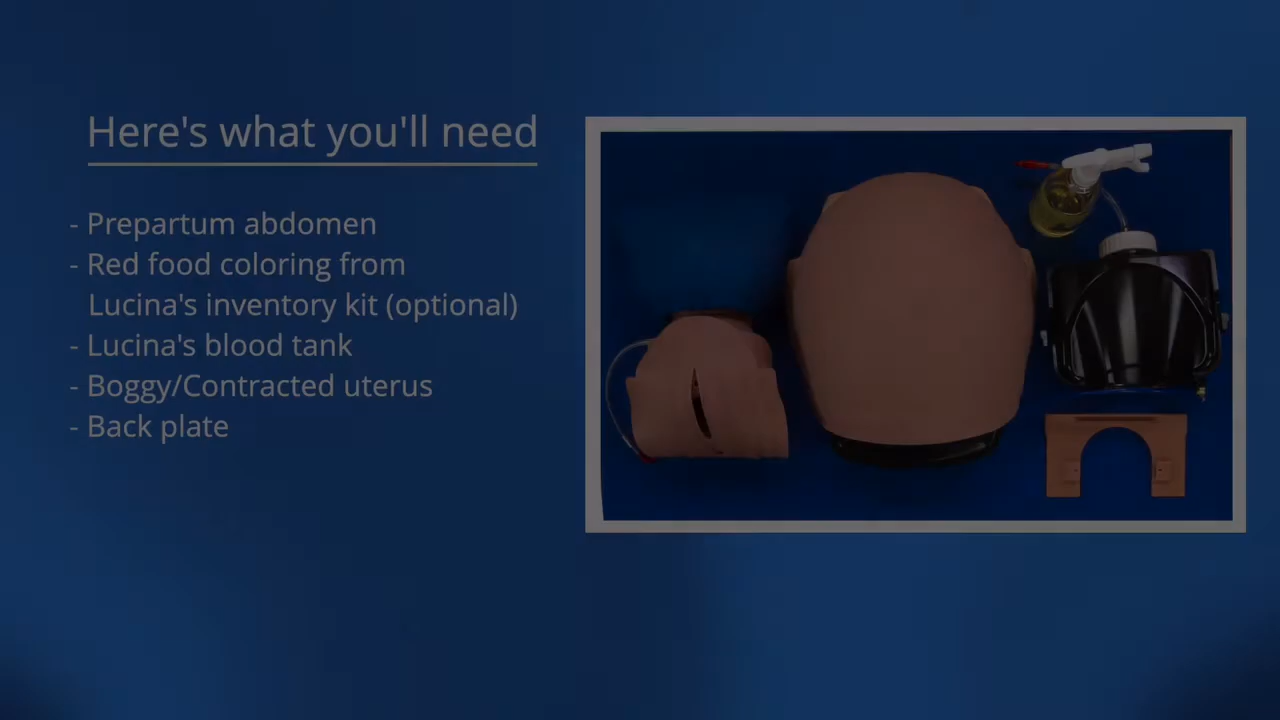 Here's what you'll need
- Prepartum abdomen
- Red food coloring from
Lucina's inventory kit (optional)
- Lucina's blood tank
- Boggy/Contracted uterus
- Back plate